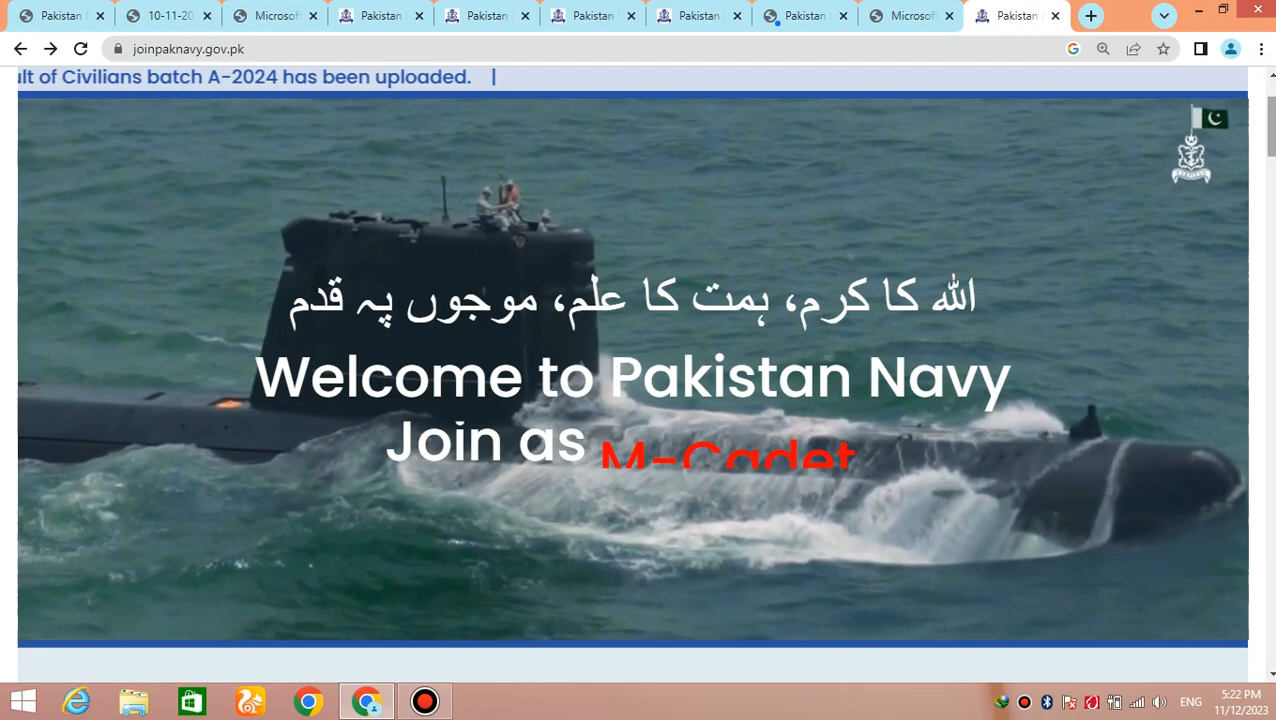 Pakistan
10-11-20
Microsoft
Pakistan
Pakistan
Pakistan
Pakistan
Pakistan
Microsoft
Pakistan
joinpaknavy.gov.pk
ult of Civilians batch A-2024 has been uploaded. |
اللہ کا کرم، ہمت کا علم، موجوں پہ قدم
Welcome to Pakistan Navy
Join as M-Cadet
ENG
5:22 PM
11/12/2023